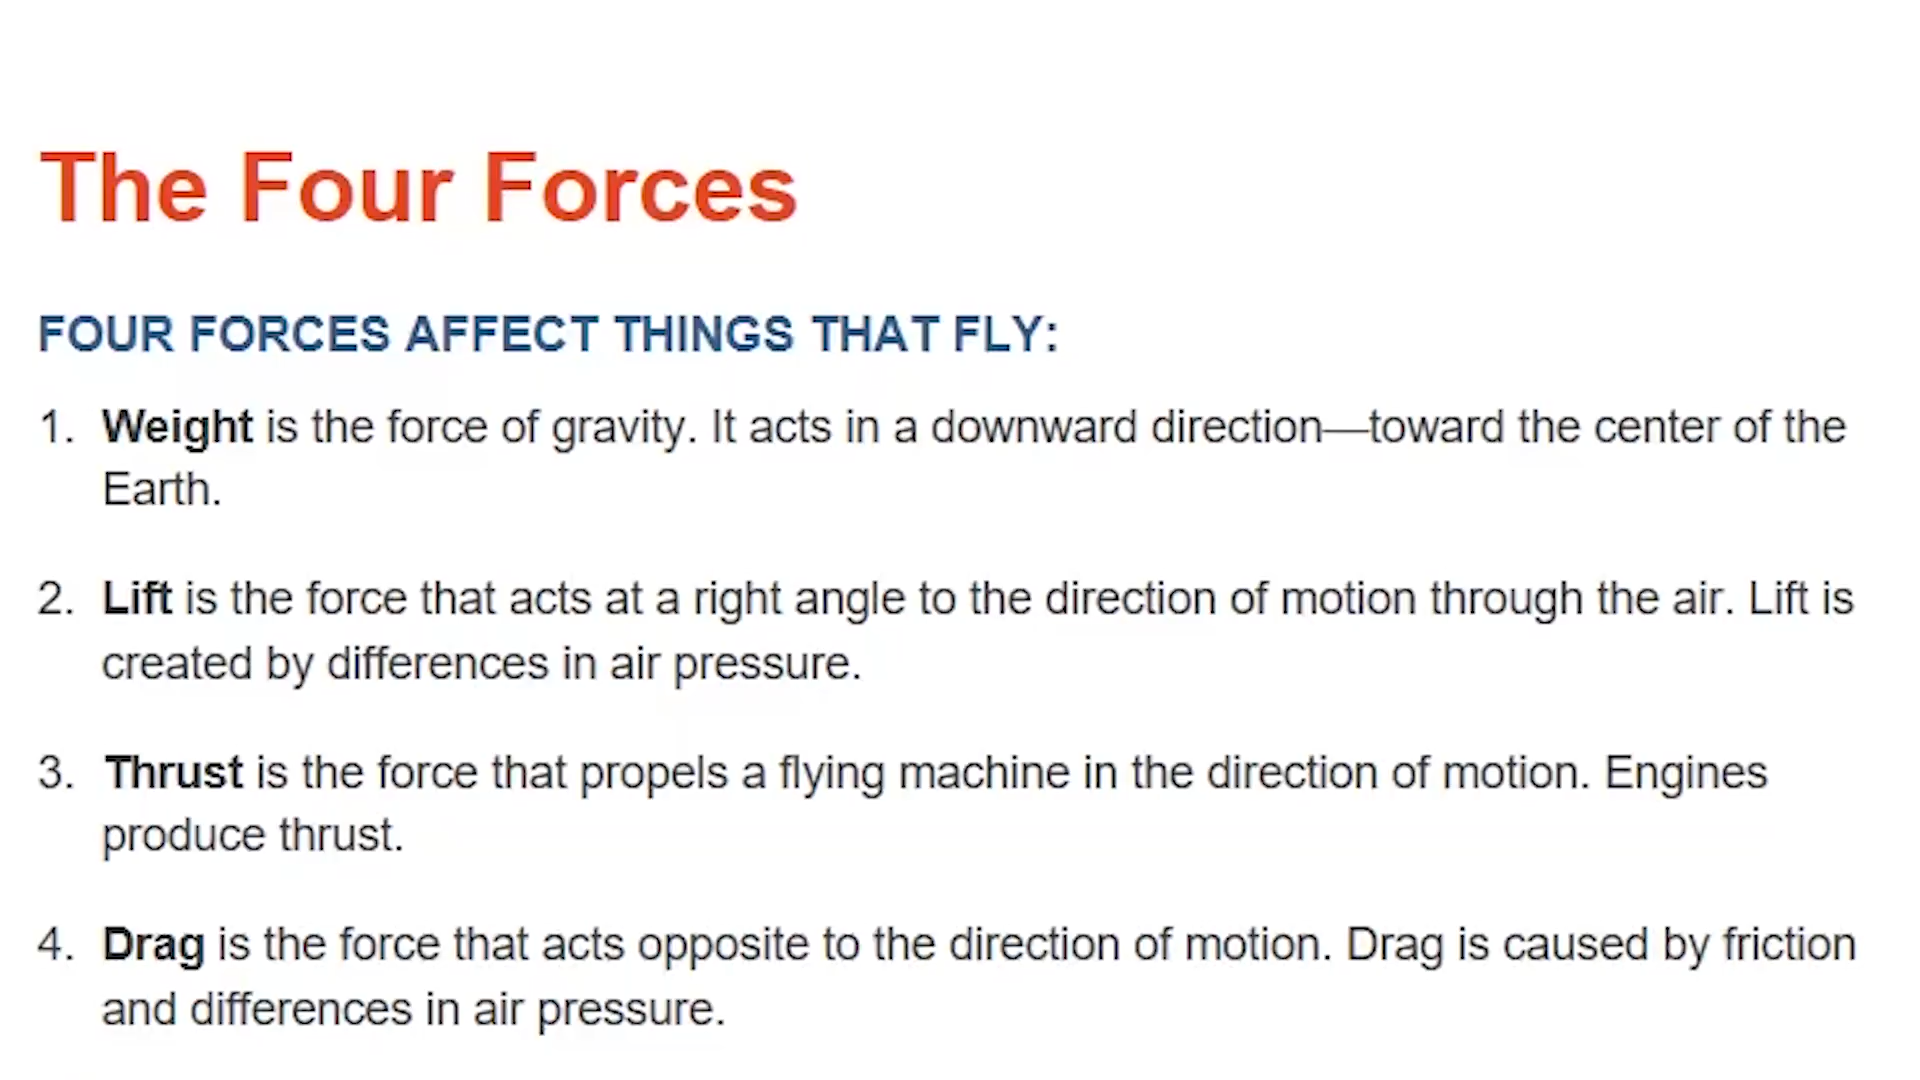 The Four Forces
FOUR FORCES AFFECT THINGS THAT FLY:
1. Weight is the force of gravity. It acts in a downward direction—toward the center of the
Earth.
2. Lift is the force that acts at a right angle to the direction of motion through the air. Lift is
created by differences in air pressure.
3. Thrust is the force that propels a flying machine in the direction of motion. Engines
produce thrust.
4. Drag is the force that acts opposite to the direction of motion. Drag is caused by friction
and differences in air pressure.